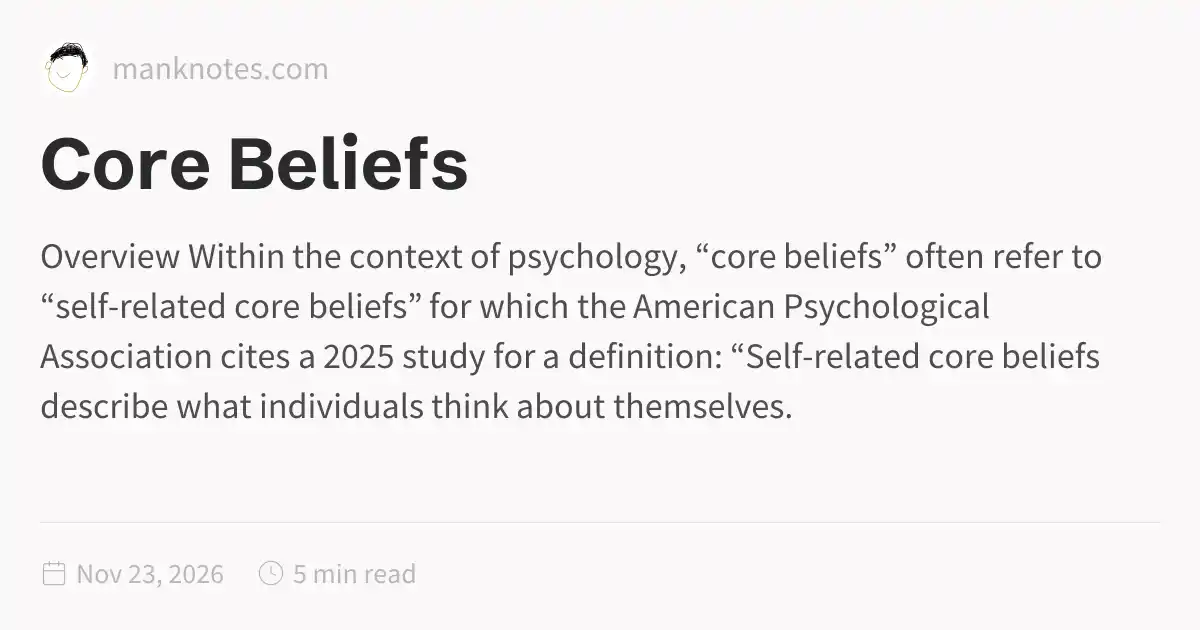 manknotes.com
Core Beliefs
Overview Within the context of psychology, “core beliefs” often refer to
“self-related core beliefs” for which the American Psychological
Association cites a 2025 study for a definition: “Self-related core beliefs
describe what individuals think about themselves.
Nov 23, 2026 5 min read